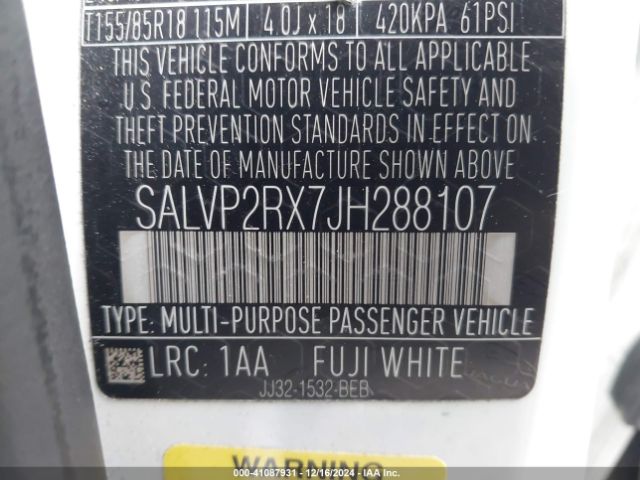 T155/85R18 115M 4.0J x 18 420KPA 61PSI
THIS VEHICLE CONFORMS TO ALL APPLICABLE
U.S. FEDERAL MOTOR VEHICLE SAFETY AND
THEFT PREVENTION STANDARDS IN EFFECT ON
THE DATE OF MANUFACTURE SHOWN ABOVE
SALVP2RX7JH288107
TYPE: MULTI-PURPOSE PASSENGER VEHICLE
LRC: 1AA FUJI WHITE
JJ32-1532-BEB
WARNING
000-41087931 - 12/16/2024 - IAAI.COM